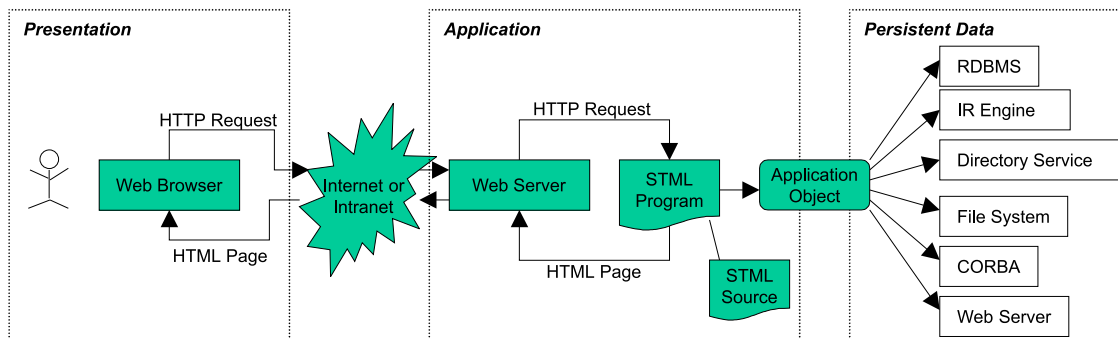 Presentation
Application
Persistent Data
HTTP Request
Web Browser
HTML Page
Internet or
Intranet
HTTP Request
Web Server
HTML Page
STML
Program
STML
Source
Application
Object
RDBMS
IR Engine
Directory Service
File System
CORBA
Web Server